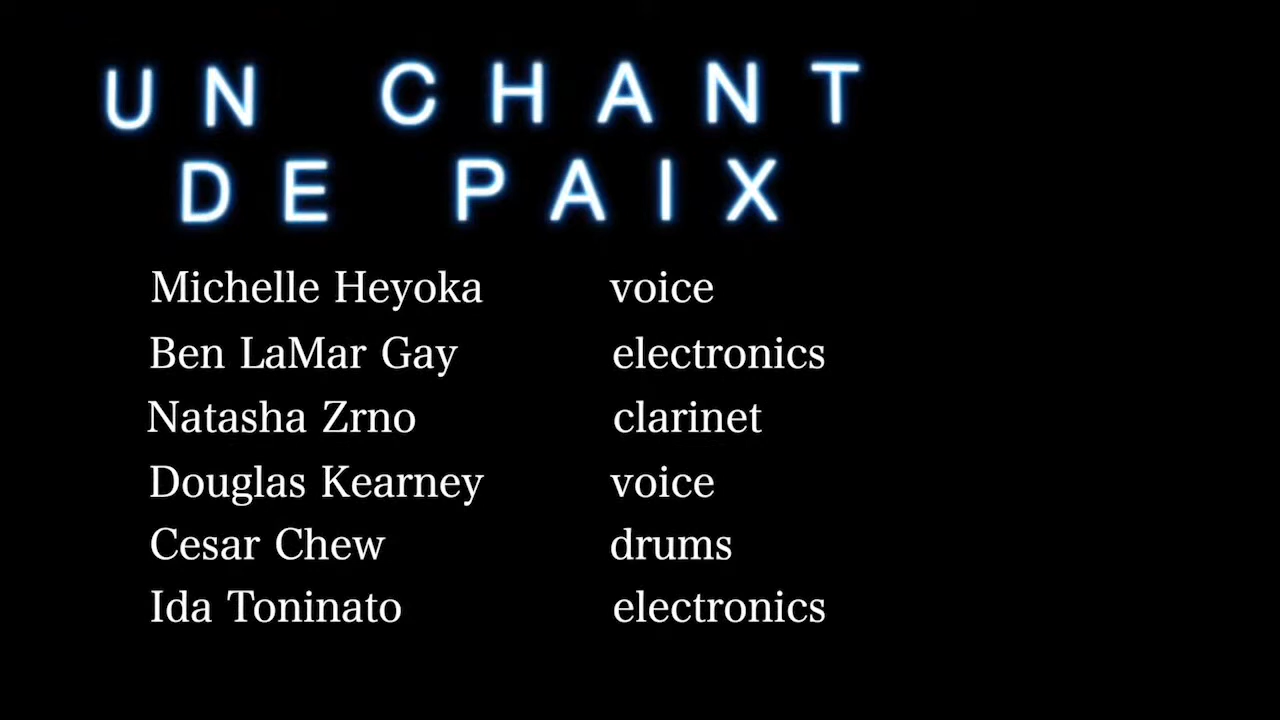 UN CHANT
DE PAIX
Michelle Heyoka voice
Ben LaMar Gay electronics
Natasha Zrno clarinet
Douglas Kearney voice
Cesar Chew drums
Ida Toninato electronics